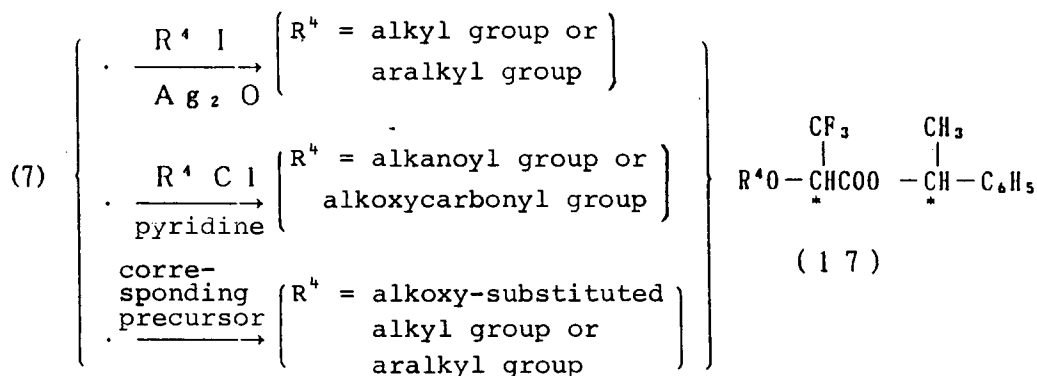 R⁴ I
Ag₂O
R⁴ = alkyl group or
aralkyl group
(7)
R⁴ Cl
pyridine
R⁴ = alkanoyl group or
alkoxycarbonyl group
corre-
sponding
precursor
R⁴ = alkoxy-substituted
alkyl group or
aralkyl group
CF₃ CH₃
R⁴O-CHCOO-CH-C₆H₅
* *
(17)